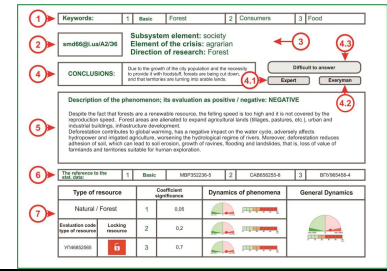 1 Keywords: 1 Basic Forest 2 Consumers 3 Food
2 smd66@i.ua/A2/36
Subsystem element: society
Element of the crisis: agrarian
Direction of research: Forest
3
4.3
4 CONCLUSIONS:
Due to the growth of the city population and the necessity
to provide it with foodstuff, forests are being cut down,
and that territories are turning into arable lands.
Difficult to answer
4.1 Expert Everyman
4.2
5
Description of the phenomenon; its evaluation as positive / negative: NEGATIVE
Despite the fact that forests are a renewable resource, the felling speed is too high and it is not covered by the
reproduction speed. Forest areas are alienated to expand agricultural lands (tillages, pastures, etc.), urban and
industrial buildings, infrastructure development.
Deforestation contributes to global warming, has a negative impact on the water cycle, adversely affects
hydropower and irrigated agriculture, worsening the hydrological regime of rivers. Moreover, deforestation reduces
adhesion of soil, which can lead to soil erosion, growth of ravines, flooding and landslides, that is, loss of value of
farmlands and territories suitable for human exploration.
6 The reference to the
stat. data: 1 Basic MBP352236-5 2 CAB658255-6 3 BTI/965458-4
7
Type of resource Coefficient
significance Dynamics of phenomena General Dynamics
Natural / Forest 1 0,05
Evaluation code
type of resource Locking
resource 2 0,2
3 0,7